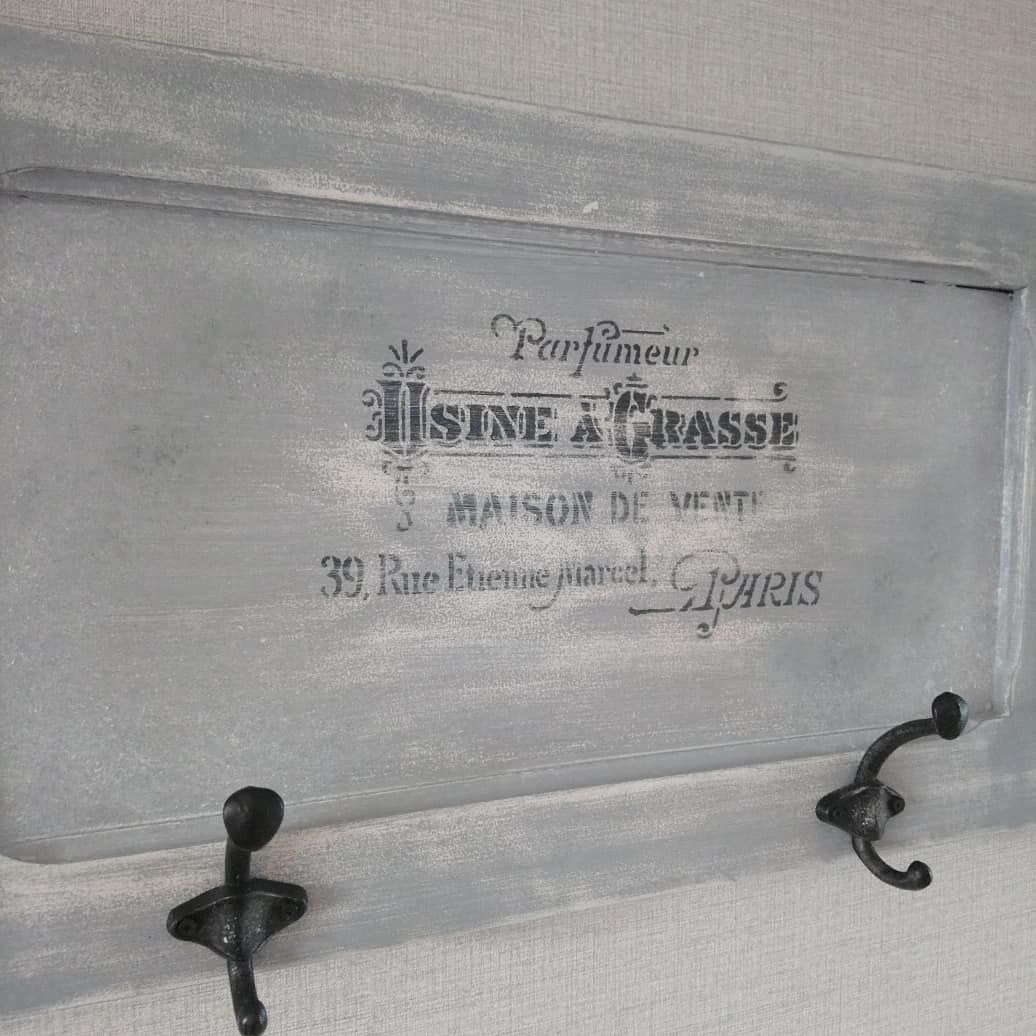 Parfumeur
USINE À GRASSE
MAISON DE VENTE
39, Rue Etienne Marcel, PARIS